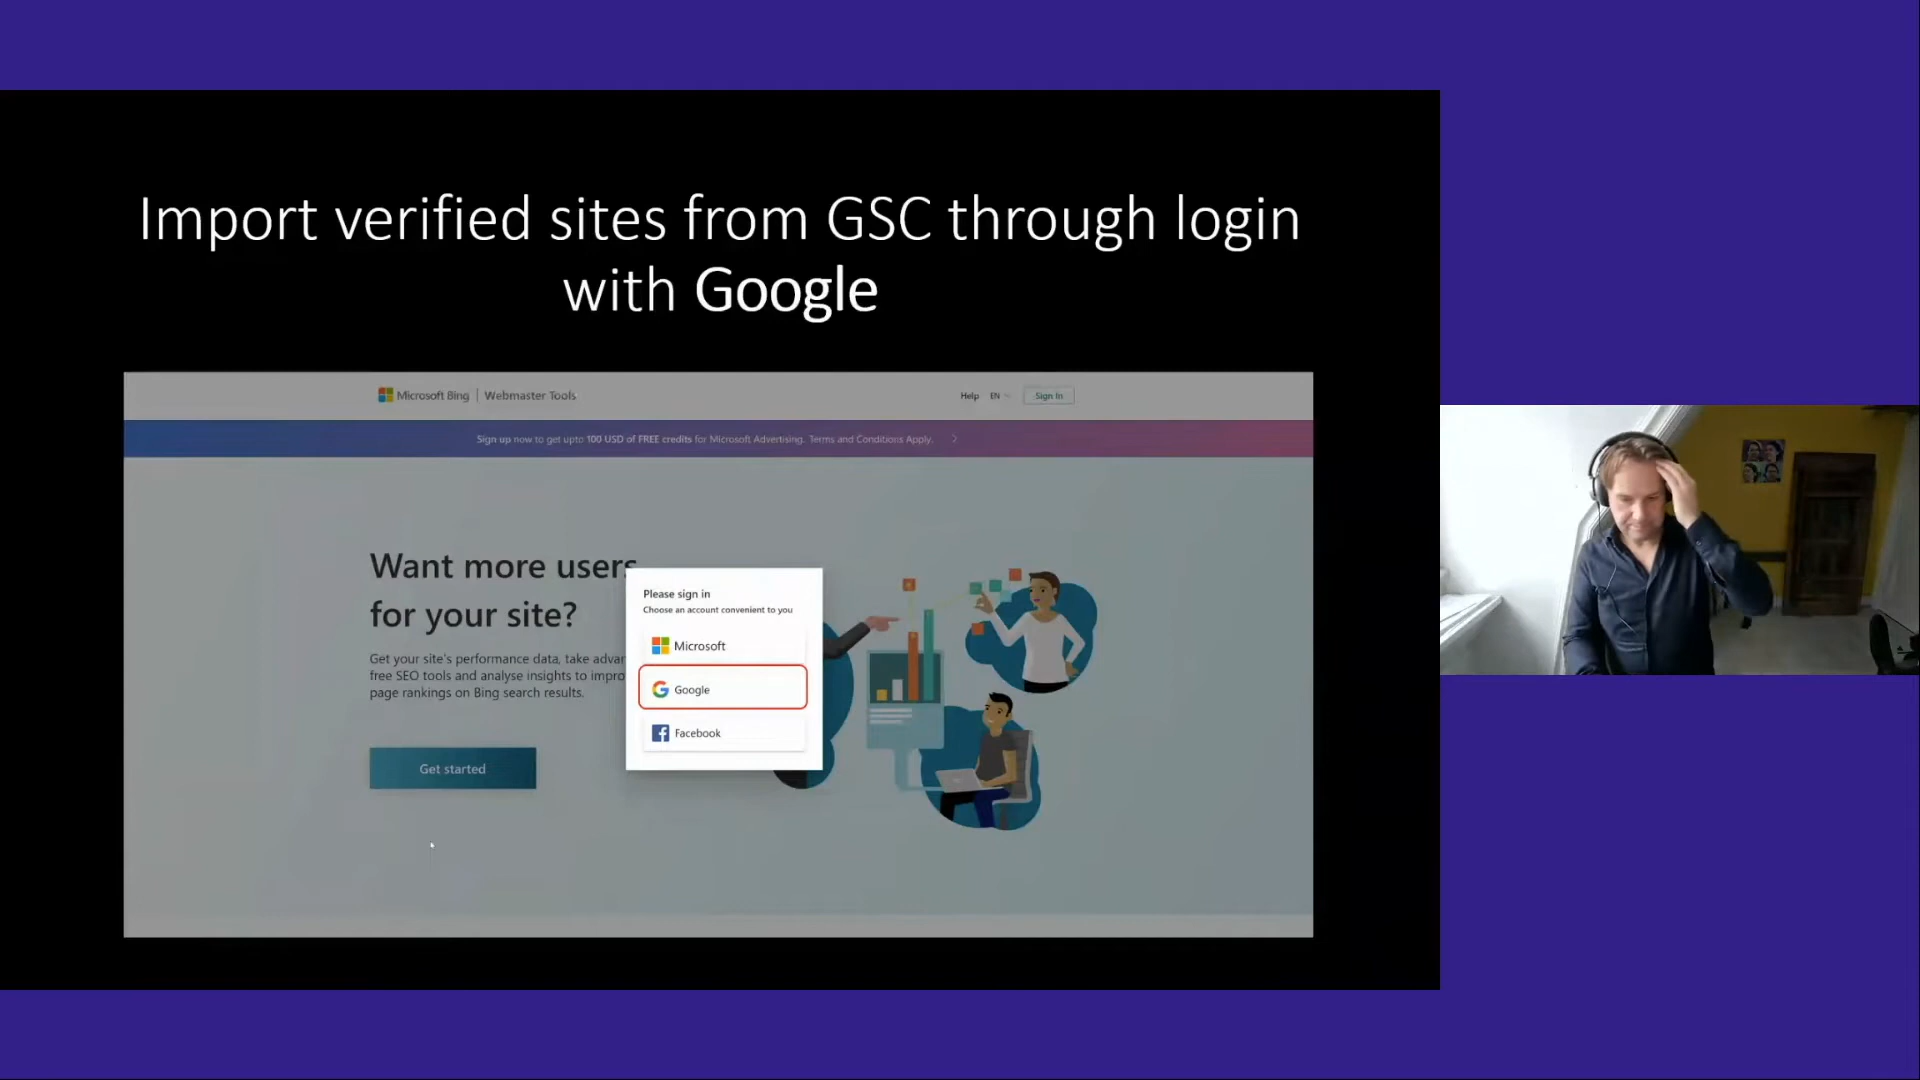 Import verified sites from GSC through login
with Google
Microsoft Bing | Webmaster Tools
Help EN Sign In
Sign up now to get upto 100 USD of FREE credits for Microsoft Advertising. Terms and Conditions Apply.
Want more users
for your site?
Get your site's performance data, take advan
free SEO tools and analyse insights to impro
page rankings on Bing search results.
Get started
Please sign in
Choose an account convenient to you
Microsoft
Google
Facebook